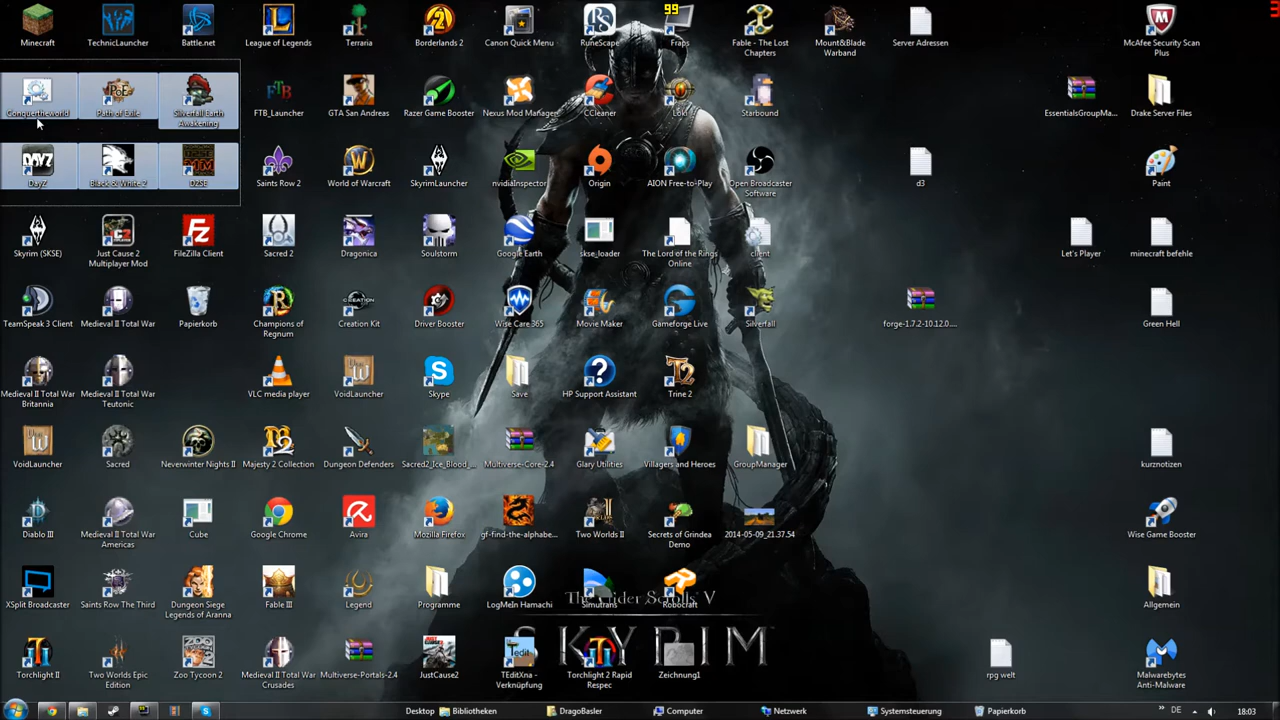 99
3
Minecraft
TechnicLauncher
Battle.net
League of Legends
Terraria
Borderlands 2
Canon Quick Menu
RuneScape
Fraps
Fable - The Lost
Chapters
Mount&Blade
Warband
Server Adressen
McAfee Security Scan
Plus
Conquertheworld
Path of Exile
Silverfall Earth
Awakening
FTB_Launcher
GTA San Andreas
Razer Game Booster
Nexus Mod Manager
CCleaner
Loki
Starbound
EssentialsGroupMa...
Drake Server Files
DayZ
Black & White 2
D2SE
Saints Row 2
World of Warcraft
SkyrimLauncher
nvidiaInspector
Origin
AION Free-to-Play
Open Broadcaster
Software
d3
Paint
Skyrim (SKSE)
Just Cause 2
Multiplayer Mod
FileZilla Client
Sacred 2
Dragonica
Soulstorm
Google Earth
skse_loader
The Lord of the Rings
Online
client
Let's Player
minecraft befehle
TeamSpeak 3 Client
Medieval II Total War
Papierkorb
Champions of
Regnum
Creation Kit
Driver Booster
Wise Care 365
Movie Maker
Gameforge Live
Silverfall
forge-1.7.2-10.12.0....
Green Hell
Medieval II Total War
Britannia
Medieval II Total War
Teutonic
VLC media player
VoidLauncher
Skype
Save
HP Support Assistant
Trine 2
VoidLauncher
Sacred
Neverwinter Nights II
Majesty 2 Collection
Dungeon Defenders
Sacred2_Ice_Blood_...
Multiverse-Core-2.4
Glary Utilities
Villagers and Heroes
GroupManager
kurznotizen
Diablo III
Medieval II Total War
Americas
Cube
Google Chrome
Avira
Mozilla Firefox
gf-find-the-alphabe...
Two Worlds II
Secrets of Grindea
Demo
2014-05-09_21.37.54
Wise Game Booster
XSplit Broadcaster
Saints Row The Third
Dungeon Siege
Legends of Aranna
Fable III
Legend
Programme
LogMeIn Hamachi
Simutrans
Robocraft
Allgemein
The Elder Scrolls V
SKYRIM
Torchlight II
Two Worlds Epic
Edition
Zoo Tycoon 2
Medieval II Total War
Crusades
Multiverse-Portals-2.4
JustCause2
TEditXna -
Verknüpfung
Torchlight 2 Rapid
Respec
Zeichnung1
rpg welt
Malwarebytes
Anti-Malware
Desktop
Bibliotheken
DragoBasler
Computer
Netzwerk
Systemsteuerung
Papierkorb
DE
18:03